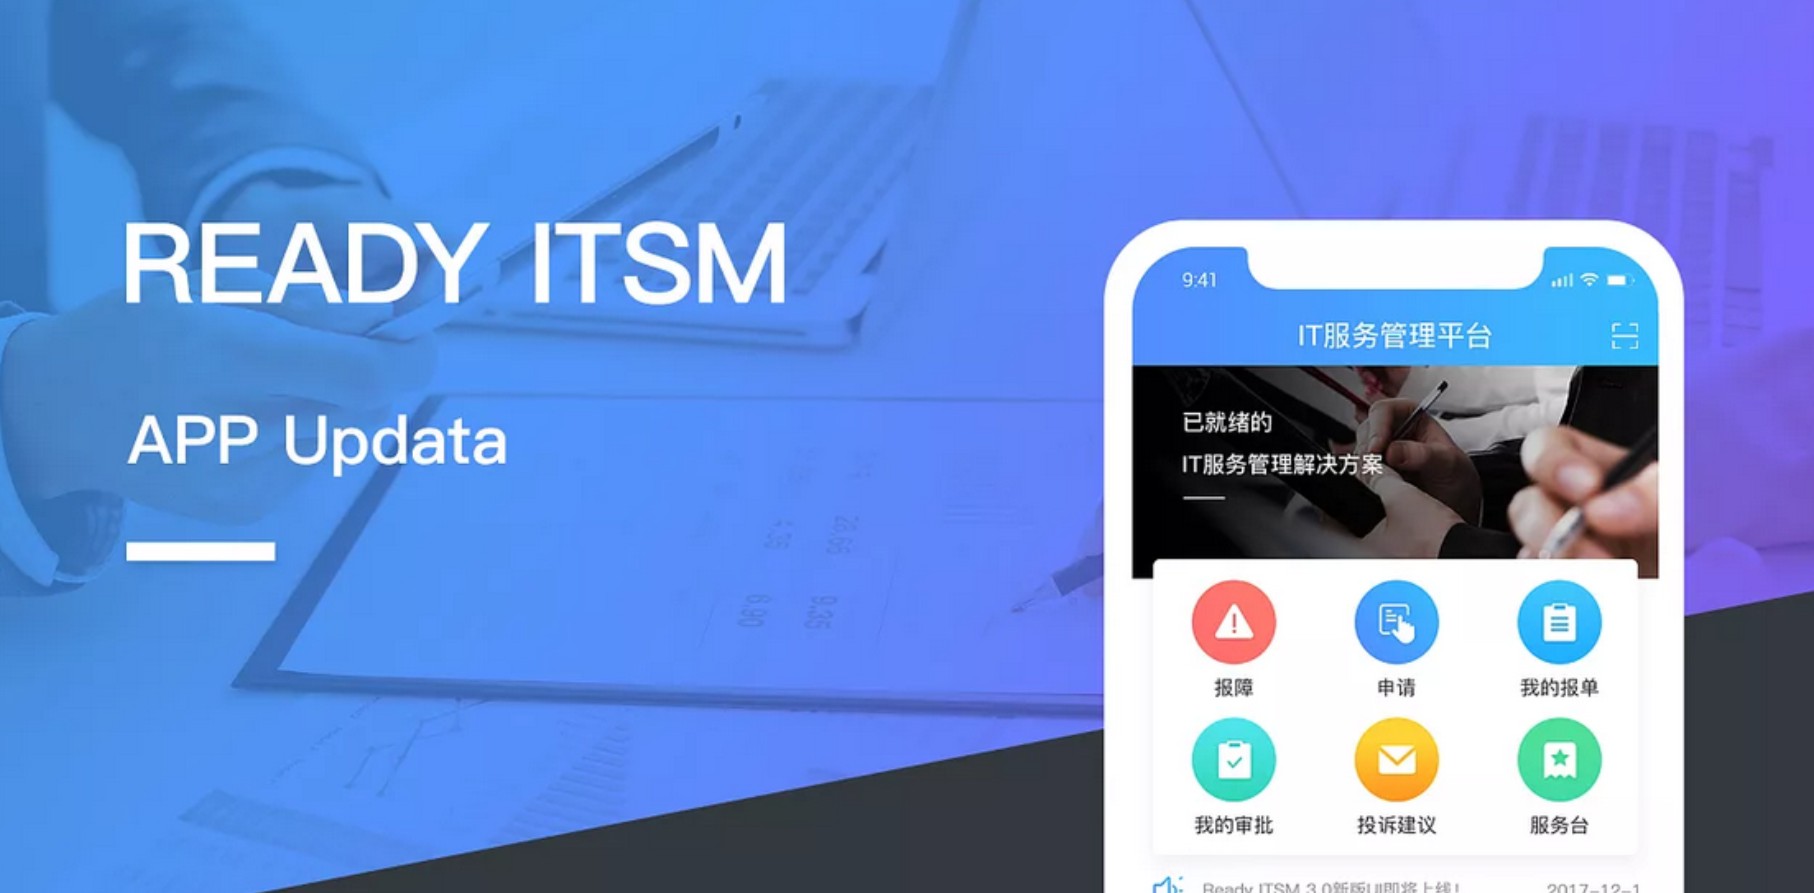 READY ITSM
APP Updata
9:41
IT服务管理平台
已就绪的
IT服务管理解决方案
报障
申请
我的报单
我的审批
投诉建议
服务台
Ready ITSM 3.0新版UI即将上线!
2017-12-1